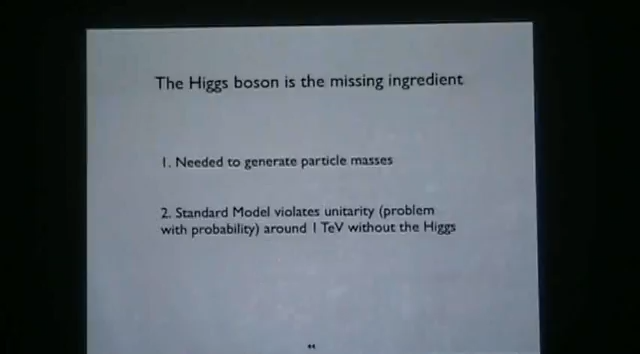 The Higgs boson is the missing ingredient
1. Needed to generate particle masses
2. Standard Model violates unitarity (problem
with probability) around 1 TeV without the Higgs